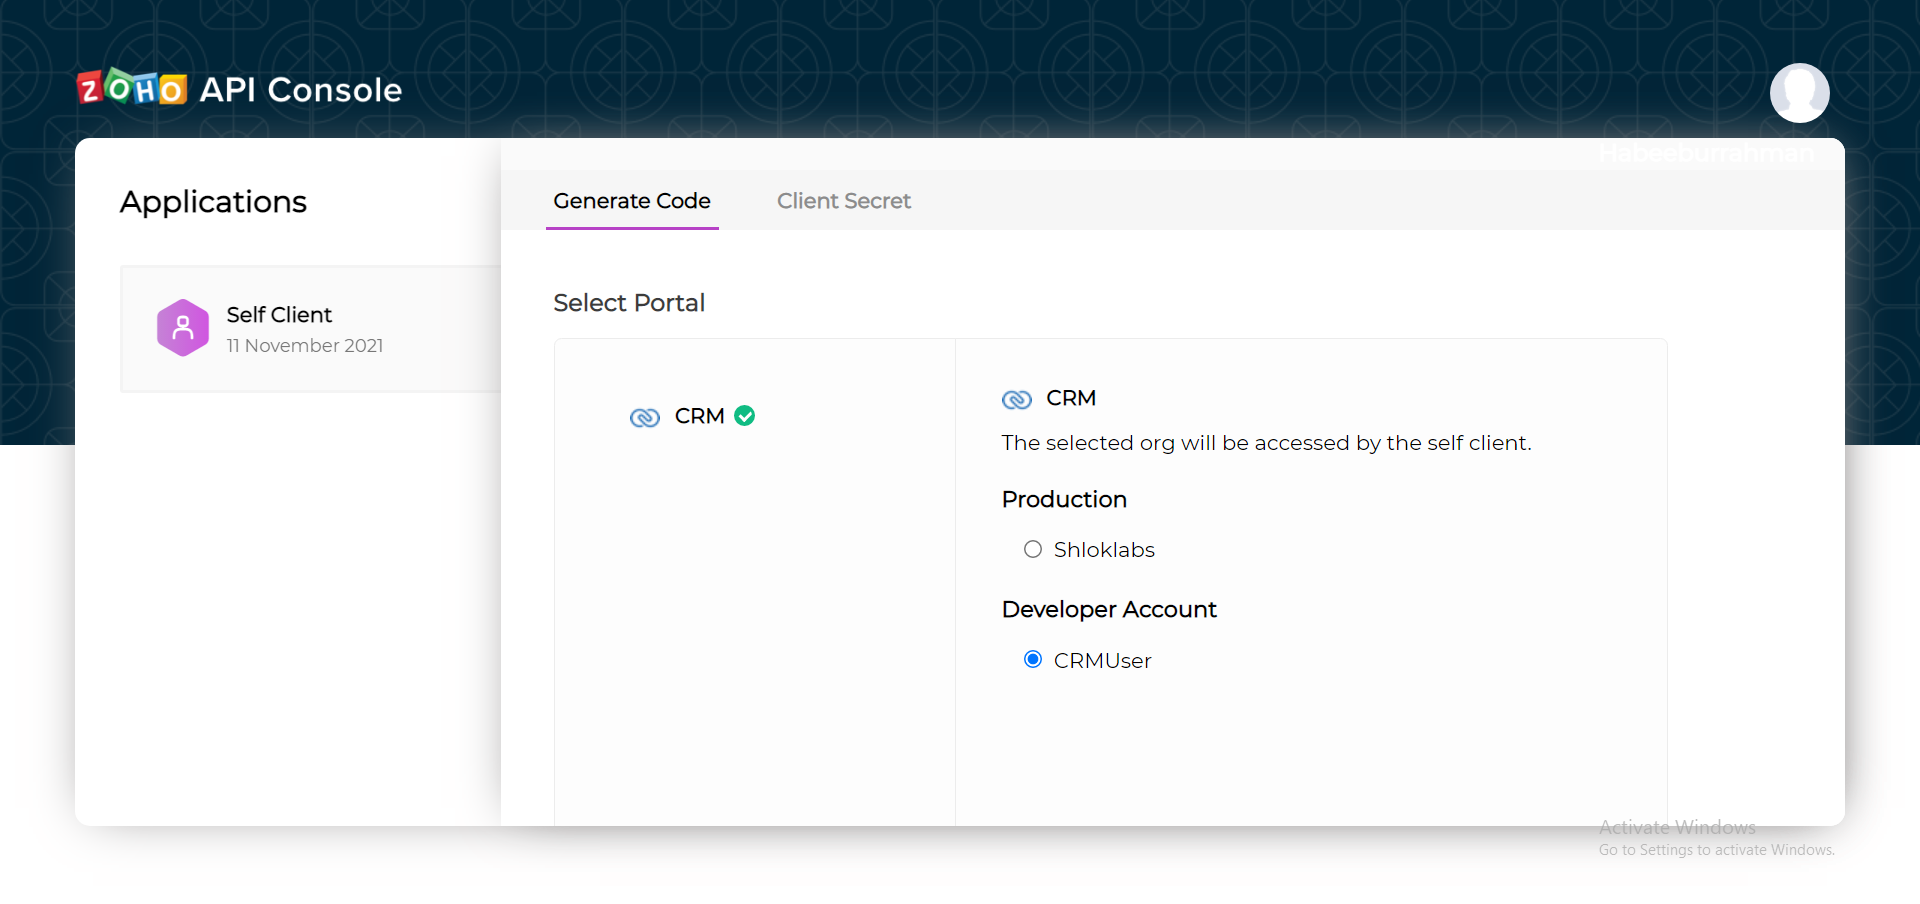 ZOHO API Console
Habeeburrahman
Applications
Generate Code
Client Secret
Self Client
11 November 2021
Select Portal
CRM
CRM
The selected org will be accessed by the self client.
Production
Shloklabs
Developer Account
CRMUser
Activate Windows
Go to Settings to activate Windows.